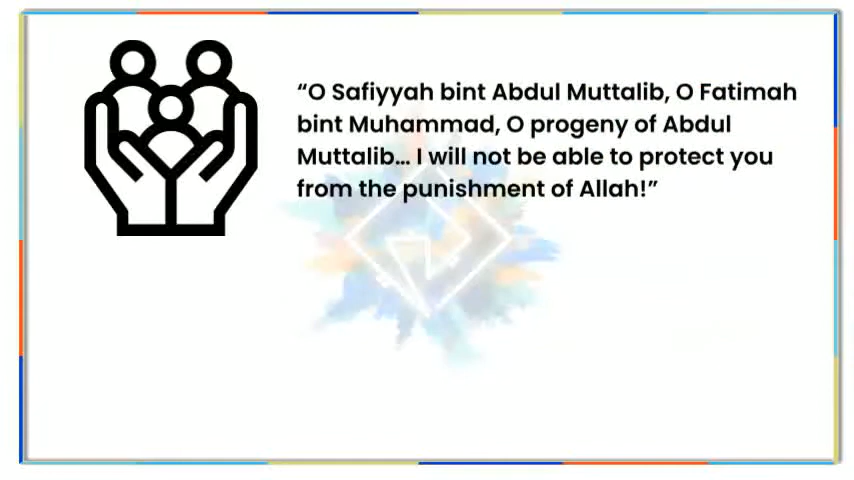 “O Safiyyah bint Abdul Muttalib, O Fatimah
bint Muhammad, O progeny of Abdul
Muttalib... I will not be able to protect you
from the punishment of Allah!”